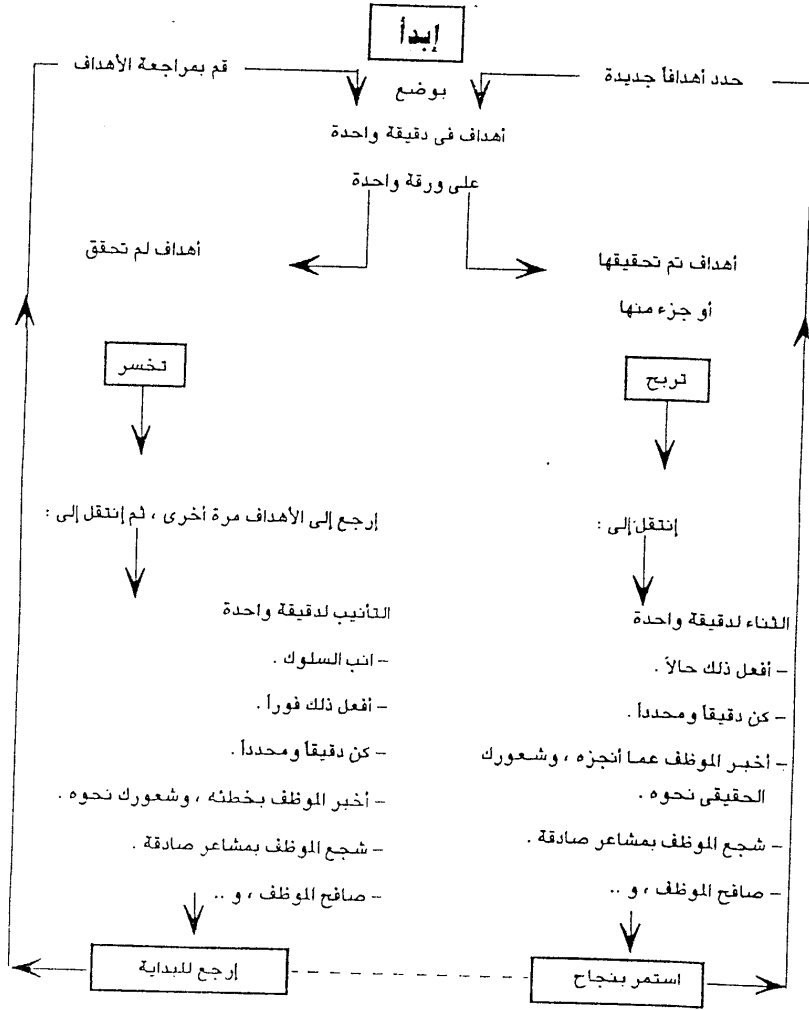 إبدأ
حدد أهدافاً جديدة
قم بمراجعة الأهداف
بوضع
أهداف فى دقيقة واحدة
على ورقة واحدة
أهداف تم تحقيقها
أو جزء منها
أهداف لم تحقق
تربح
تخسر
إنتقل إلى :
إرجع إلى الأهداف مرة أخرى ، ثم إنتقل إلى :
الثناء لدقيقة واحدة
– أفعل ذلك حالاً .
– كن دقيقاً ومحدداً .
– أخبر الموظف عما أنجزه ، وشعورك
الحقيقى نحوه .
– شجع الموظف بمشاعر صادقة .
– صافح الموظف ، و ..
استمر بنجاح
التأنيب لدقيقة واحدة
– انب السلوك .
– أفعل ذلك فوراً .
– كن دقيقاً ومحدداً .
– أخبر الموظف بخطئه ، وشعورك نحوه .
– شجع الموظف بمشاعر صادقة .
– صافح الموظف ، و ..
إرجع للبداية